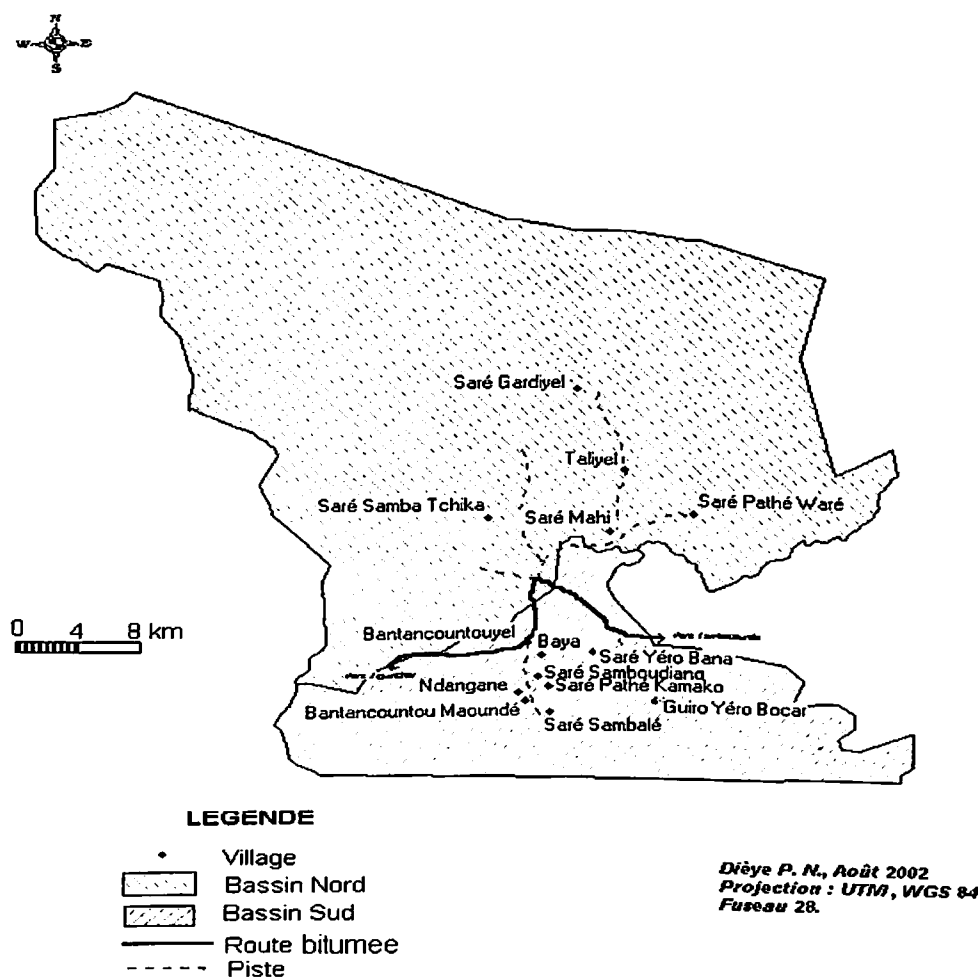 N
W E
S
Saré Gardiyel
Taliyel
Saré Samba Tchika
Saré Mahi
Saré Pathé Waré
0 4 8 km
Bantancountouyel
Baya
Saré Yéro Bana
Vers
Saré Samboudiang
Ndangane
Saré Pathé Kamako
Bantancountou Maoundé
Guiro Yéro Bocar
Saré Sambalé
LEGENDE
Village
Bassin Nord
Bassin Sud
Route bitumee
Piste
Dièye P. N., Août 2002
Projection : UTM, WGS 84
Fuseau 28.